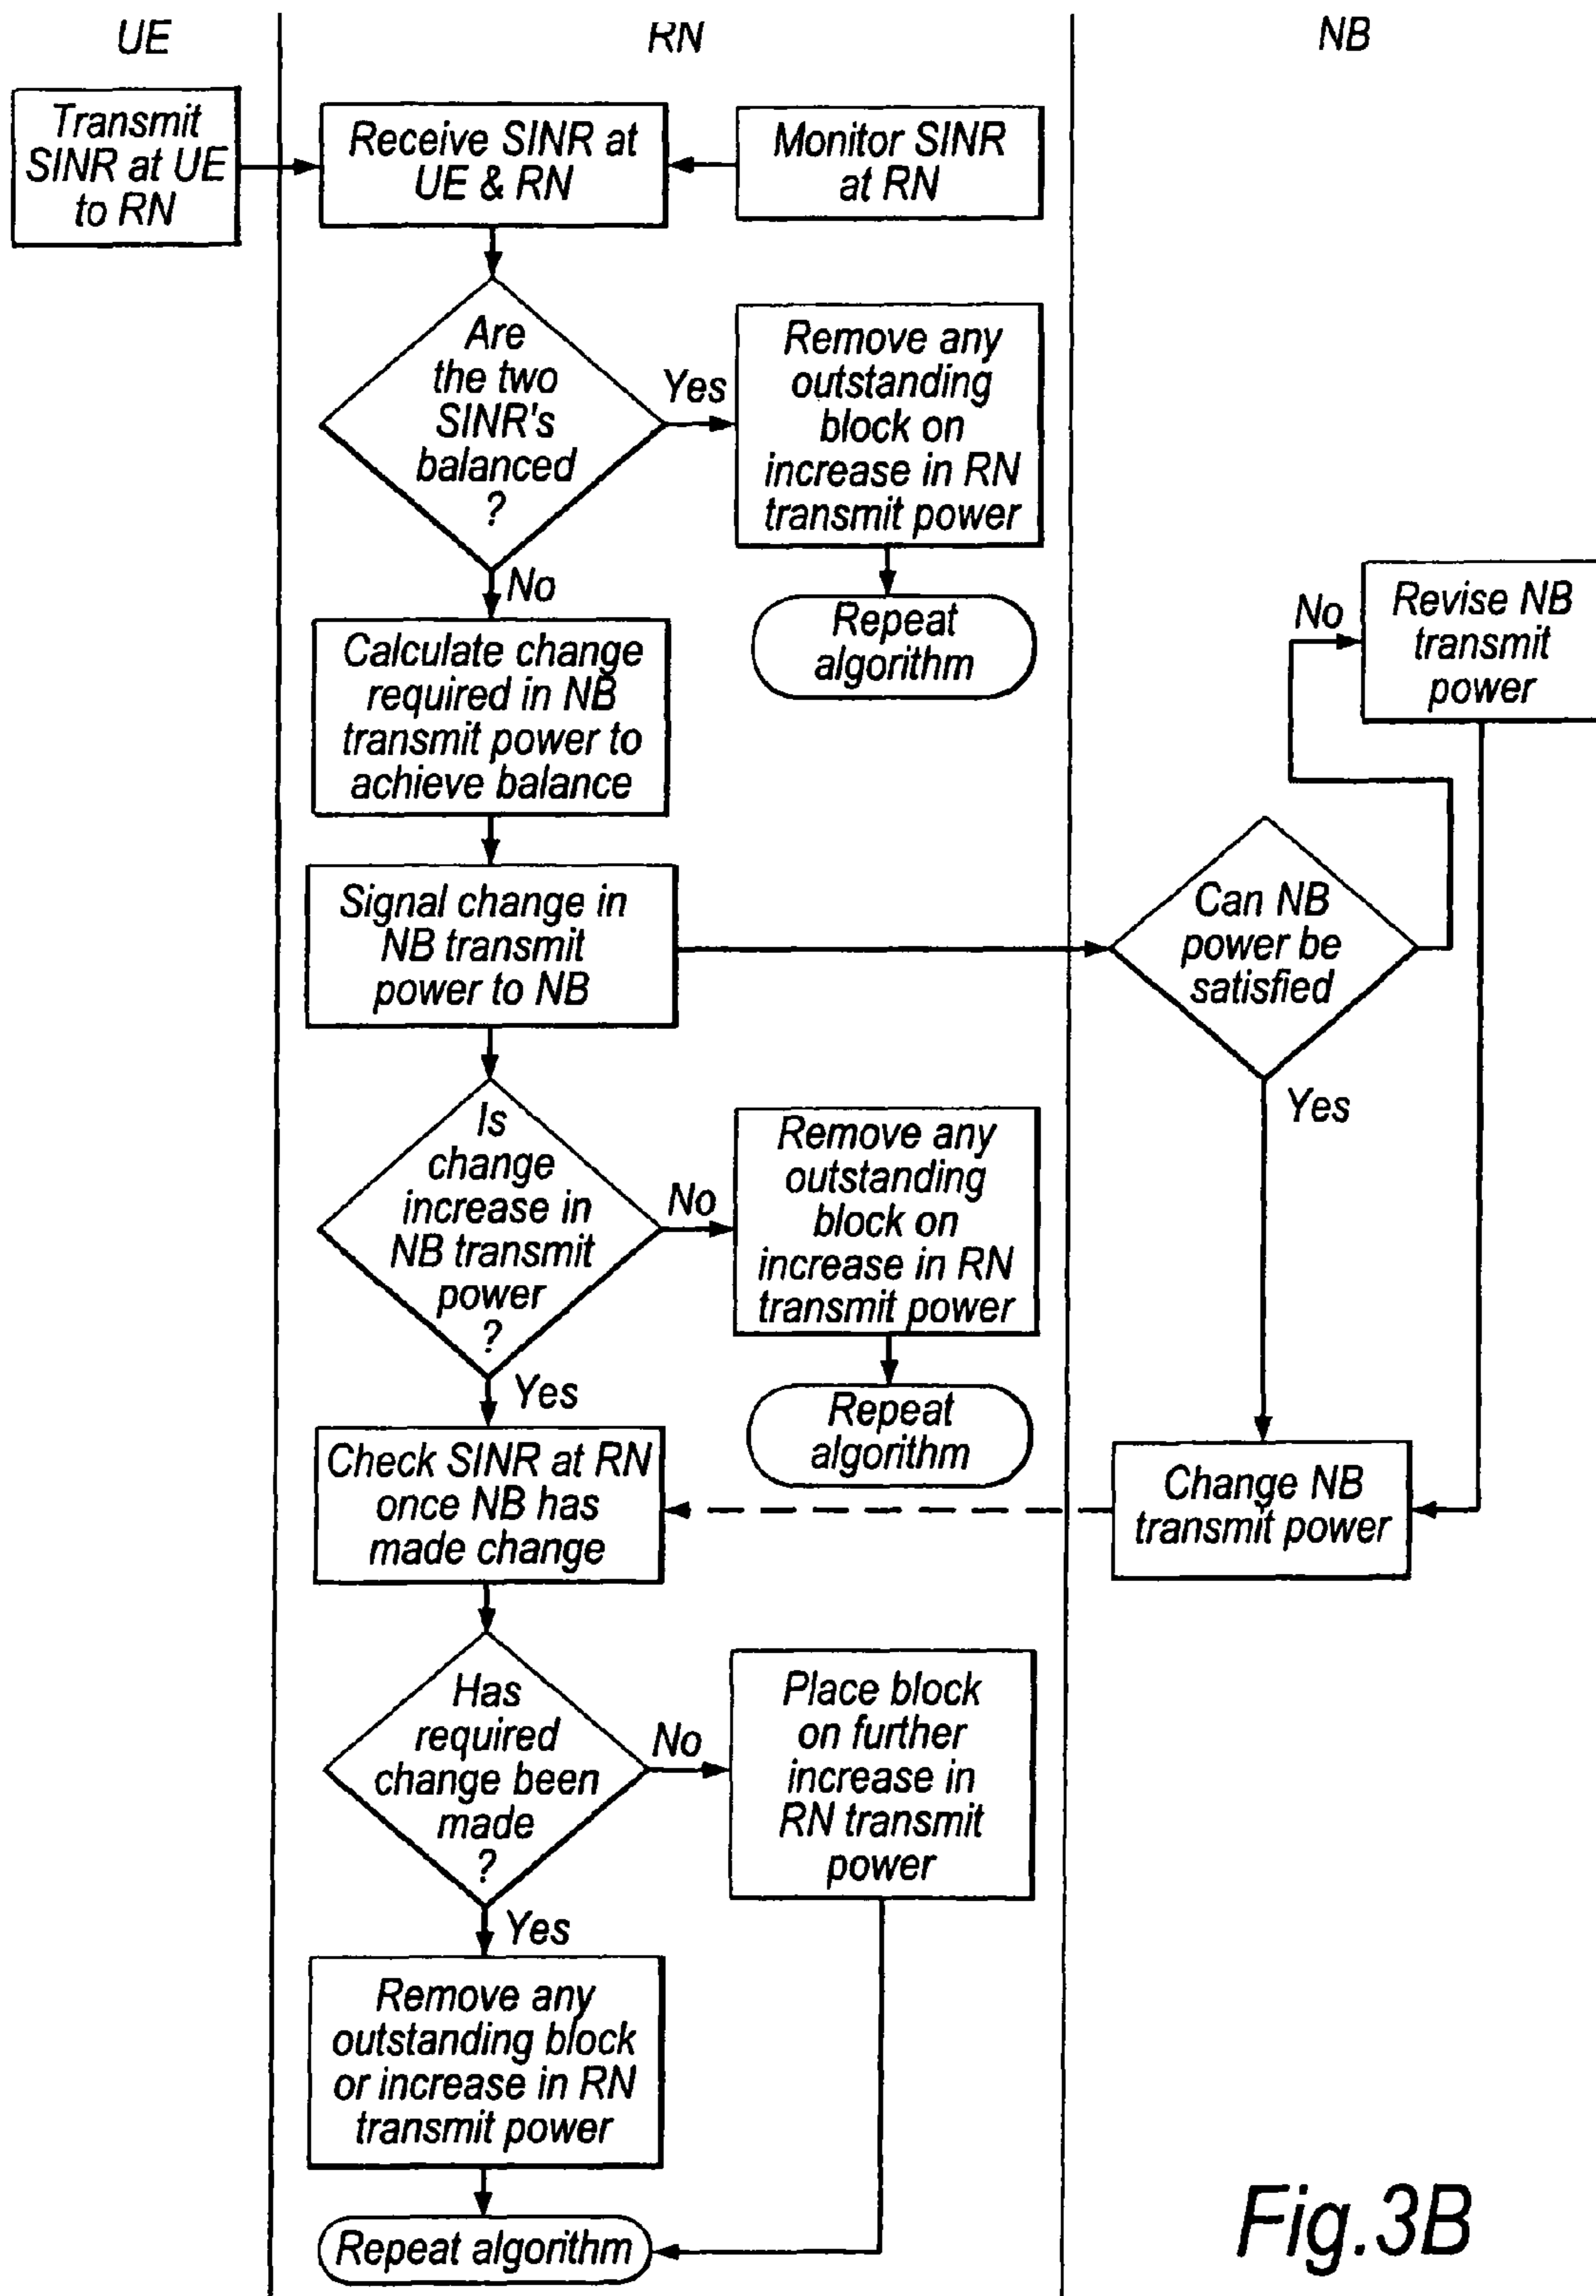 UE
RN
NB
Transmit
SINR at UE
to RN
Receive SINR at
UE & RN
Monitor SINR
at RN
Are
the two
SINR's
balanced
?
Yes
Remove any
outstanding
block on
increase in RN
transmit power
Repeat
algorithm
No
Calculate change
required in NB
transmit power to
achieve balance
Signal change in
NB transmit
power to NB
Can NB
power be
satisfied
No
Revise NB
transmit
power
Yes
Is
change
increase in
NB transmit
power
?
No
Remove any
outstanding
block on
increase in RN
transmit power
Repeat
algorithm
Yes
Check SINR at RN
once NB has
made change
Change NB
transmit power
Has
required
change been
made
?
No
Place block
on further
increase in
RN transmit
power
Yes
Remove any
outstanding block
or increase in RN
transmit power
Repeat algorithm
Fig.3B